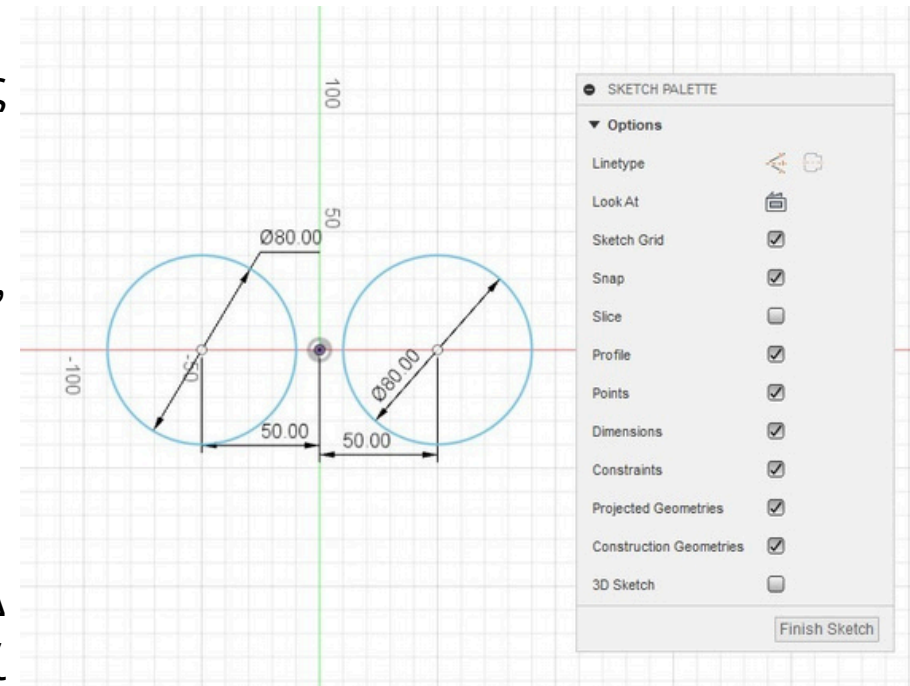 100
50
Ø80.00
-100
-50
Ø80.00
50.00
50.00
SKETCH PALETTE
Options
Linetype
Look At
Sketch Grid
Snap
Slice
Profile
Points
Dimensions
Constraints
Projected Geometries
Construction Geometries
3D Sketch
Finish Sketch